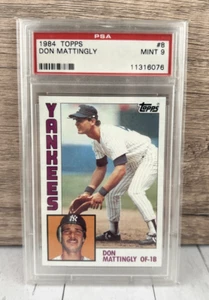 PSA
1984 TOPPS #8
DON MATTINGLY MINT 9
11316076
Topps
YANKEES
DON
MATTINGLY OF-1B